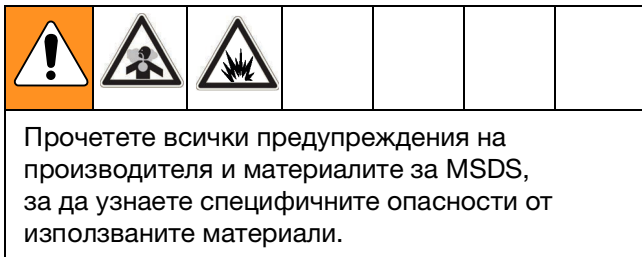 Прочетете всички предупреждения на
производителя и материалите за MSDS,
за да узнаете специфичните опасности от
използваните материали.